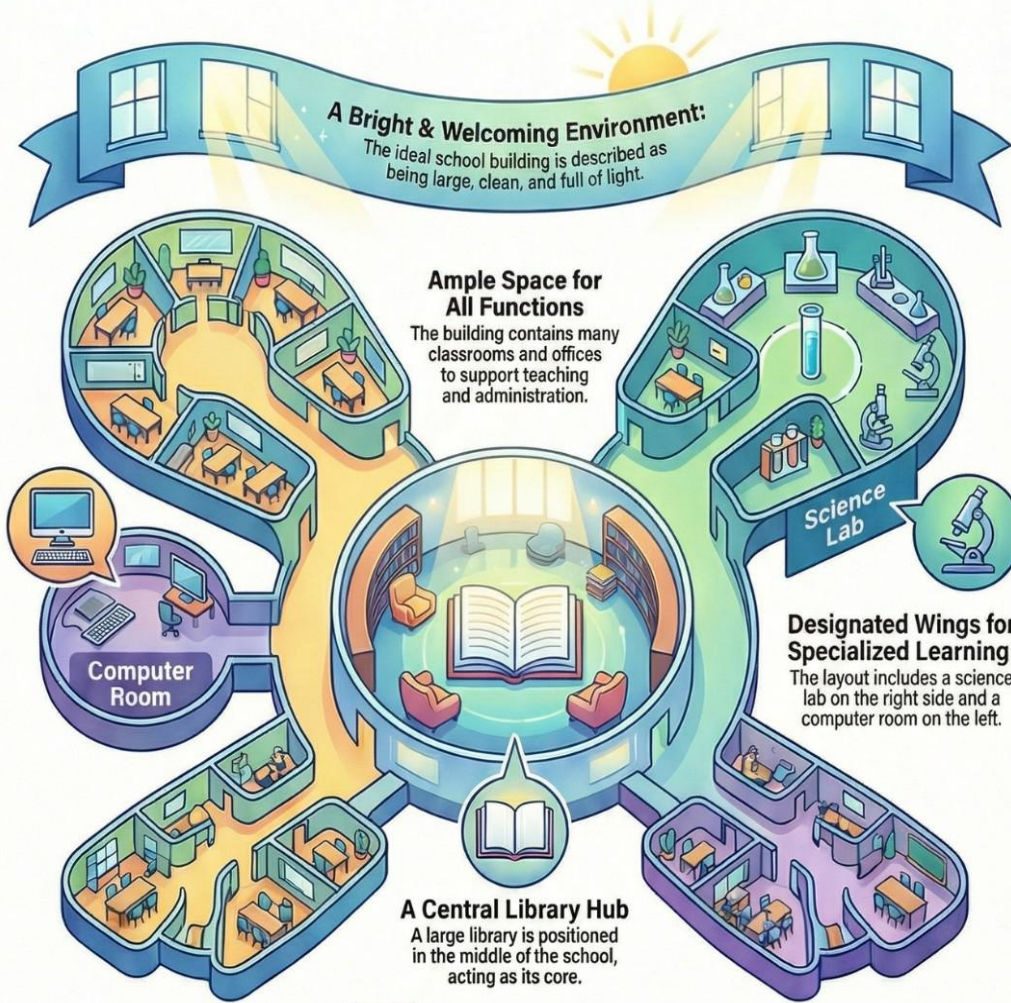 A Bright & Welcoming Environment:
The ideal school building is described as
being large, clean, and full of light.
Ample Space for
All Functions
The building contains many
classrooms and offices
to support teaching
and administration.
Science
Lab
Computer
Room
Designated Wings for
Specialized Learning
The layout includes a science
lab on the right side and a
computer room on the left.
A Central Library Hub
A large library is positioned
in the middle of the school,
acting as its core.